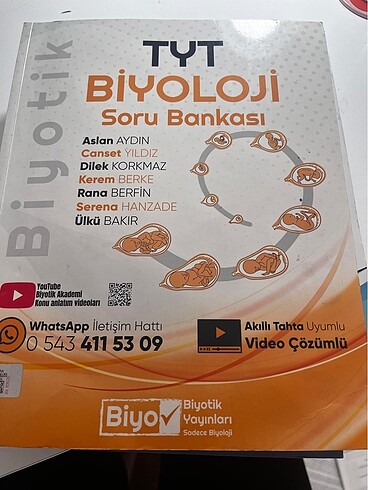 Biyotik
TYT
BİYOLOJİ
Soru Bankası
Aslan AYDIN
Canset YILDIZ
Dilek KORKMAZ
Kerem BERKE
Rana BERFİN
Serena HANZADE
Ülkü BAKIR
YouTube
Biyotik Akademi
Konu anlatım videoları
WhatsApp İletişim Hattı
0 543 411 53 09
Akıllı Tahta Uyumlu
Video Çözümlü
Biyo
Biyotik
Yayınları
Sadece Biyoloji